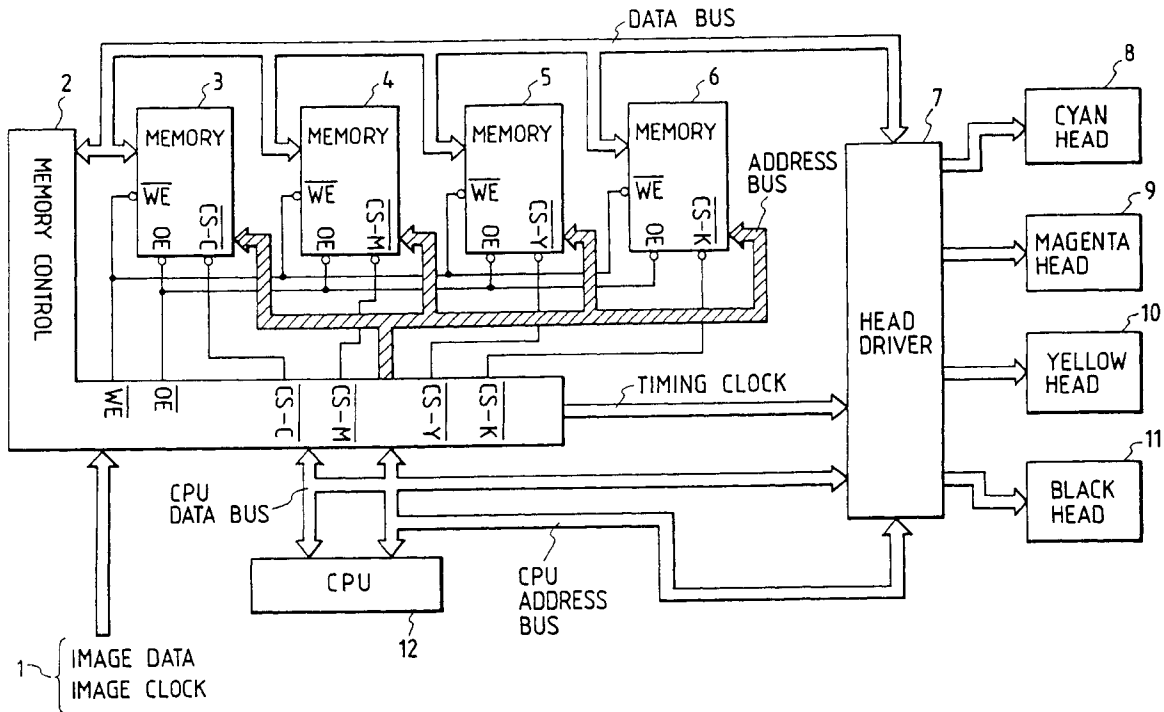 DATA BUS
2
3
4
5
6
7
8
MEMORY CONTROL
MEMORY
WE
OE
CS-C
MEMORY
WE
OE
CS-M
MEMORY
WE
OE
CS-Y
MEMORY
WE
OE
CS-K
ADDRESS
BUS
HEAD
DRIVER
CYAN
HEAD
9
MAGENTA
HEAD
10
YELLOW
HEAD
11
BLACK
HEAD
WE
OE
CS-C
CS-M
CS-Y
CS-K
TIMING CLOCK
CPU
DATA BUS
CPU
12
CPU
ADDRESS
BUS
1
IMAGE DATA
IMAGE CLOCK